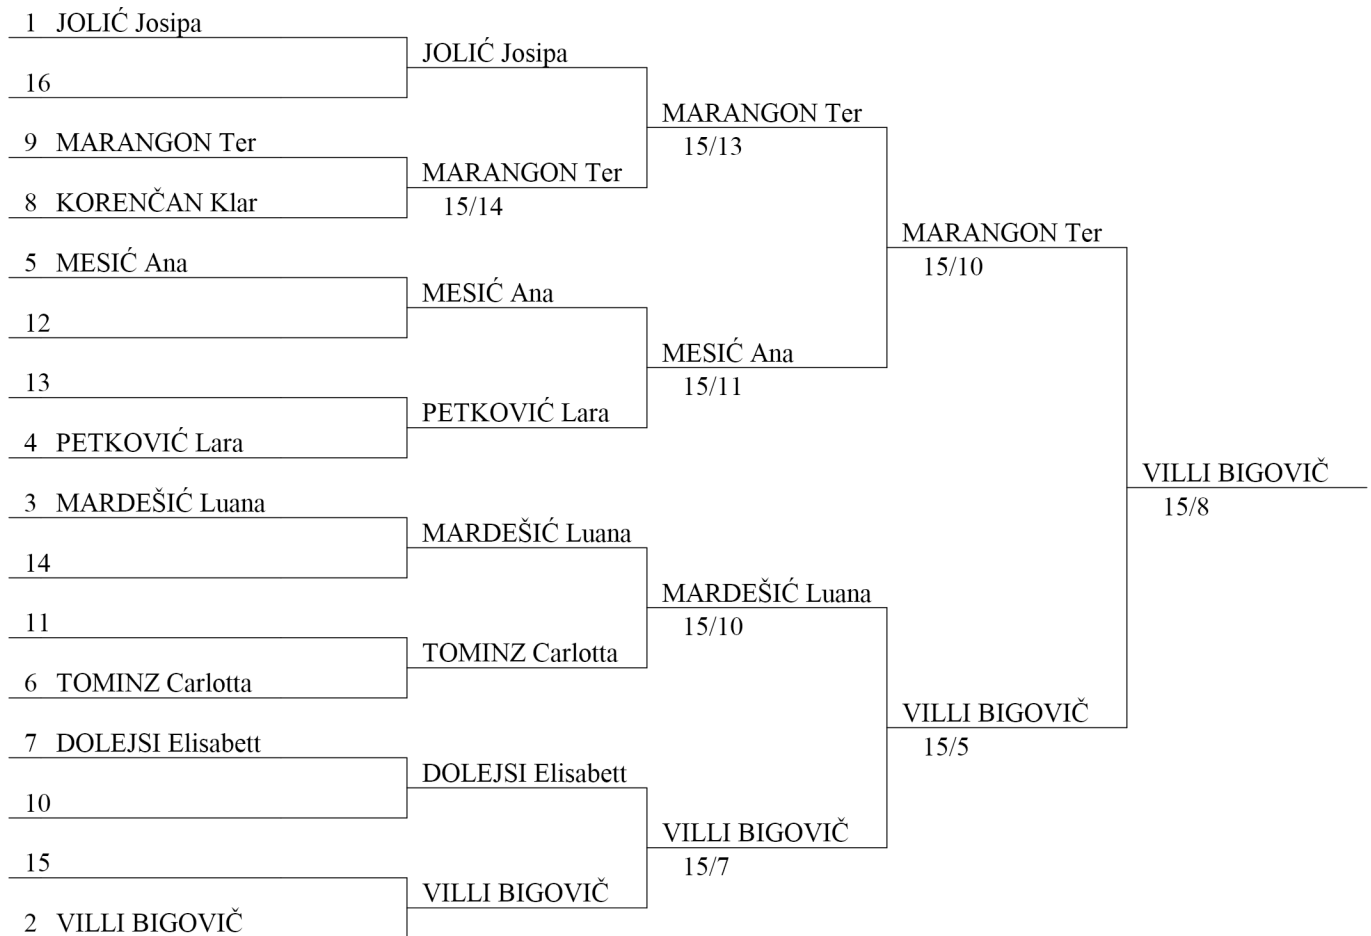 1 JOLIĆ Josipa
16
9 MARANGON Ter
8 KORENČAN Klar
5 MESIĆ Ana
12
13
4 PETKOVIĆ Lara
3 MARDEŠIĆ Luana
14
11
6 TOMINZ Carlotta
7 DOLEJSI Elisabett
10
15
2 VILLI BIGOVIČ
JOLIĆ Josipa
MARANGON Ter
15/14
MESIĆ Ana
PETKOVIĆ Lara
MARDEŠIĆ Luana
TOMINZ Carlotta
DOLEJSI Elisabett
VILLI BIGOVIČ
MARANGON Ter
15/13
MESIĆ Ana
15/11
MARDEŠIĆ Luana
15/10
VILLI BIGOVIČ
15/7
MARANGON Ter
15/10
VILLI BIGOVIČ
15/5
VILLI BIGOVIČ
15/8